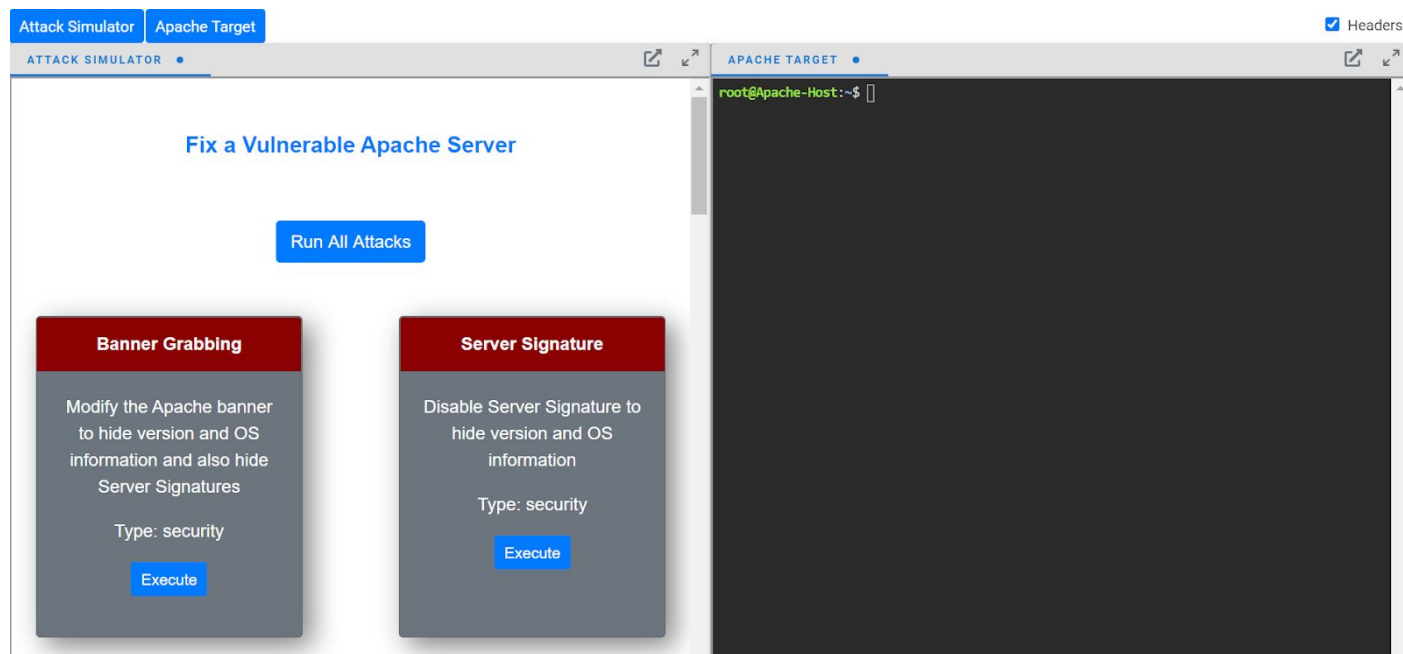 Attack Simulator Apache Target Headers
ATTACK SIMULATOR APACHE TARGET
root@Apache-Host:~$
Fix a Vulnerable Apache Server
Run All Attacks
Banner Grabbing
Modify the Apache banner
to hide version and OS
information and also hide
Server Signatures
Type: security
Execute
Server Signature
Disable Server Signature to
hide version and OS
information
Type: security
Execute